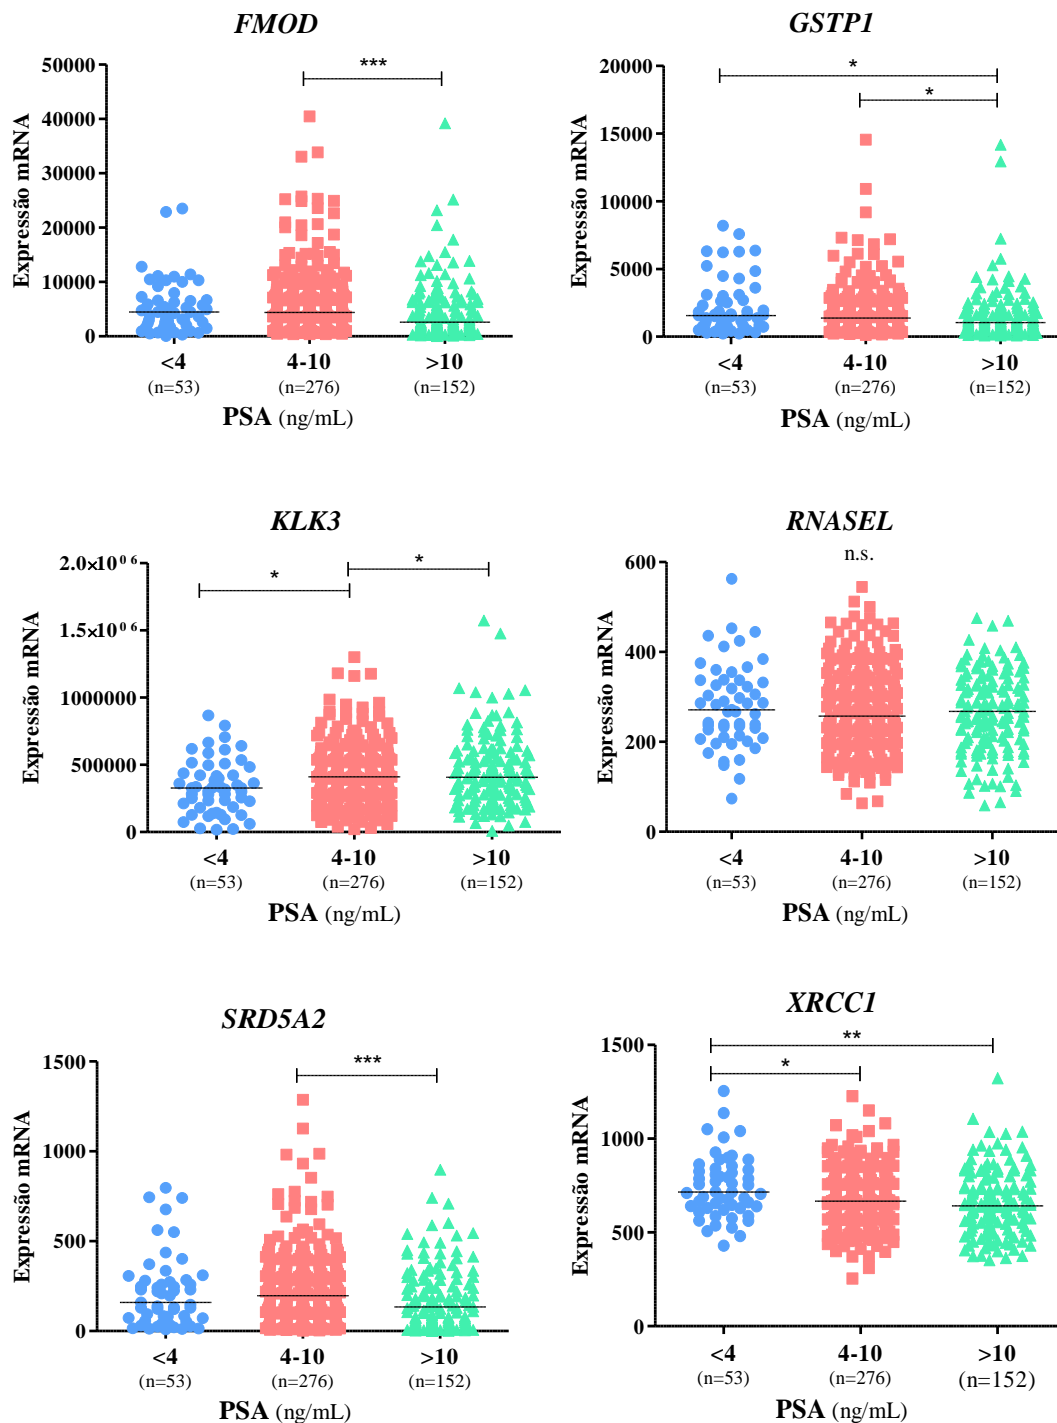 FMOD
***
50000
40000
30000
20000
10000
0
Expressão mRNA
<4 4-10 >10
(n=53) (n=276) (n=152)
PSA (ng/mL)
GSTP1
*
*
20000
15000
10000
5000
0
Expressão mRNA
<4 4-10 >10
(n=53) (n=276) (n=152)
PSA (ng/mL)
KLK3
*
*
2.0×10⁰⁶
1.5×10⁰⁶
1000000
500000
0
Expressão mRNA
<4 4-10 >10
(n=53) (n=276) (n=152)
PSA (ng/mL)
RNASEL
n.s.
600
400
200
0
Expressão mRNA
<4 4-10 >10
(n=53) (n=276) (n=152)
PSA (ng/mL)
SRD5A2
***
1500
1000
500
0
Expressão mRNA
<4 4-10 >10
(n=53) (n=276) (n=152)
PSA (ng/mL)
XRCC1
**
*
1500
1000
500
0
Expressão mRNA
<4 4-10 >10
(n=53) (n=276) (n=152)
PSA (ng/mL)